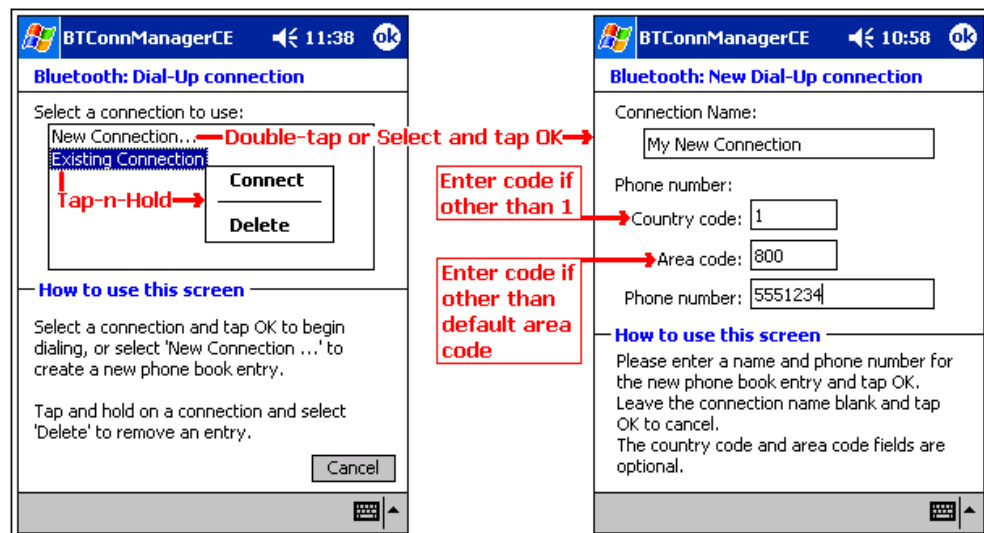 BTConnManagerCE 11:38 ok
Bluetooth: Dial-Up connection
Select a connection to use:
New Connection...
Existing Connection
Connect
Delete
Double-tap or Select and tap OK
Tap-n-Hold
How to use this screen
Select a connection and tap OK to begin
dialing, or select 'New Connection ...' to
create a new phone book entry.
Tap and hold on a connection and select
'Delete' to remove an entry.
Cancel
Enter code if
other than 1
Enter code if
other than
default area
code
BTConnManagerCE 10:58 ok
Bluetooth: New Dial-Up connection
Connection Name:
My New Connection
Phone number:
Country code: 1
Area code: 800
Phone number: 5551234
How to use this screen
Please enter a name and phone number for
the new phone book entry and tap OK.
Leave the connection name blank and tap
OK to cancel.
The country code and area code fields are
optional.